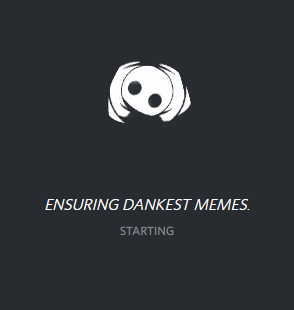 ENSURING DANKEST MEMES.
STARTING